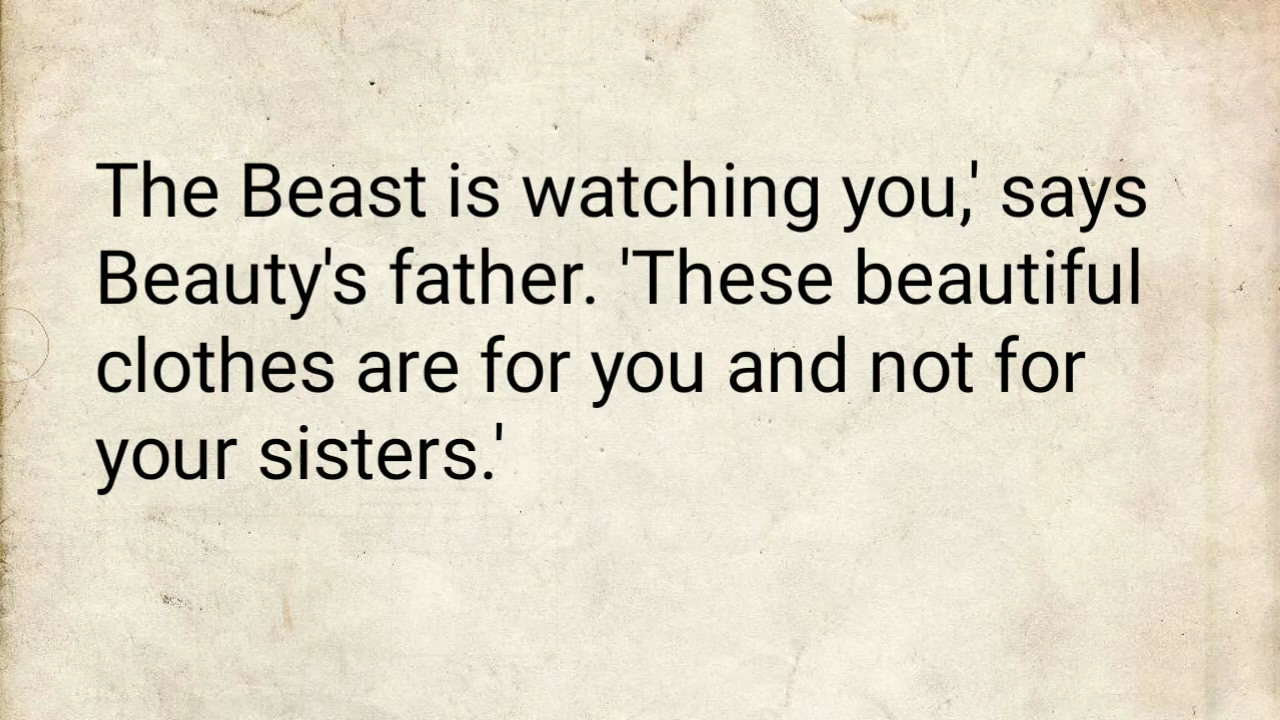 The Beast is watching you,' says
Beauty's father. 'These beautiful
clothes are for you and not for
your sisters.'